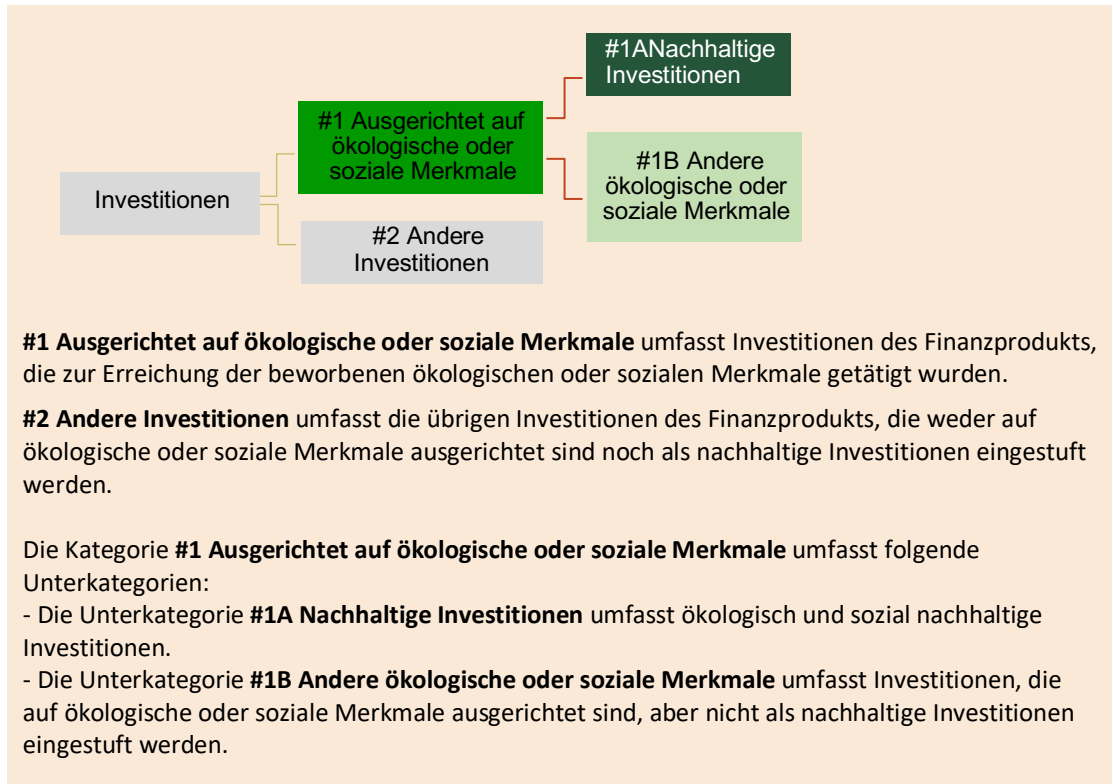 #1ANachhaltige
Investitionen
#1 Ausgerichtet auf
ökologische oder
soziale Merkmale
#1B Andere
ökologische oder
soziale Merkmale
Investitionen
#2 Andere
Investitionen
#1 Ausgerichtet auf ökologische oder soziale Merkmale umfasst Investitionen des Finanzprodukts,
die zur Erreichung der beworbenen ökologischen oder sozialen Merkmale getätigt wurden.
#2 Andere Investitionen umfasst die übrigen Investitionen des Finanzprodukts, die weder auf
ökologische oder soziale Merkmale ausgerichtet sind noch als nachhaltige Investitionen eingestuft
werden.
Die Kategorie #1 Ausgerichtet auf ökologische oder soziale Merkmale umfasst folgende
Unterkategorien:
- Die Unterkategorie #1A Nachhaltige Investitionen umfasst ökologisch und sozial nachhaltige
Investitionen.
- Die Unterkategorie #1B Andere ökologische oder soziale Merkmale umfasst Investitionen, die
auf ökologische oder soziale Merkmale ausgerichtet sind, aber nicht als nachhaltige Investitionen
eingestuft werden.